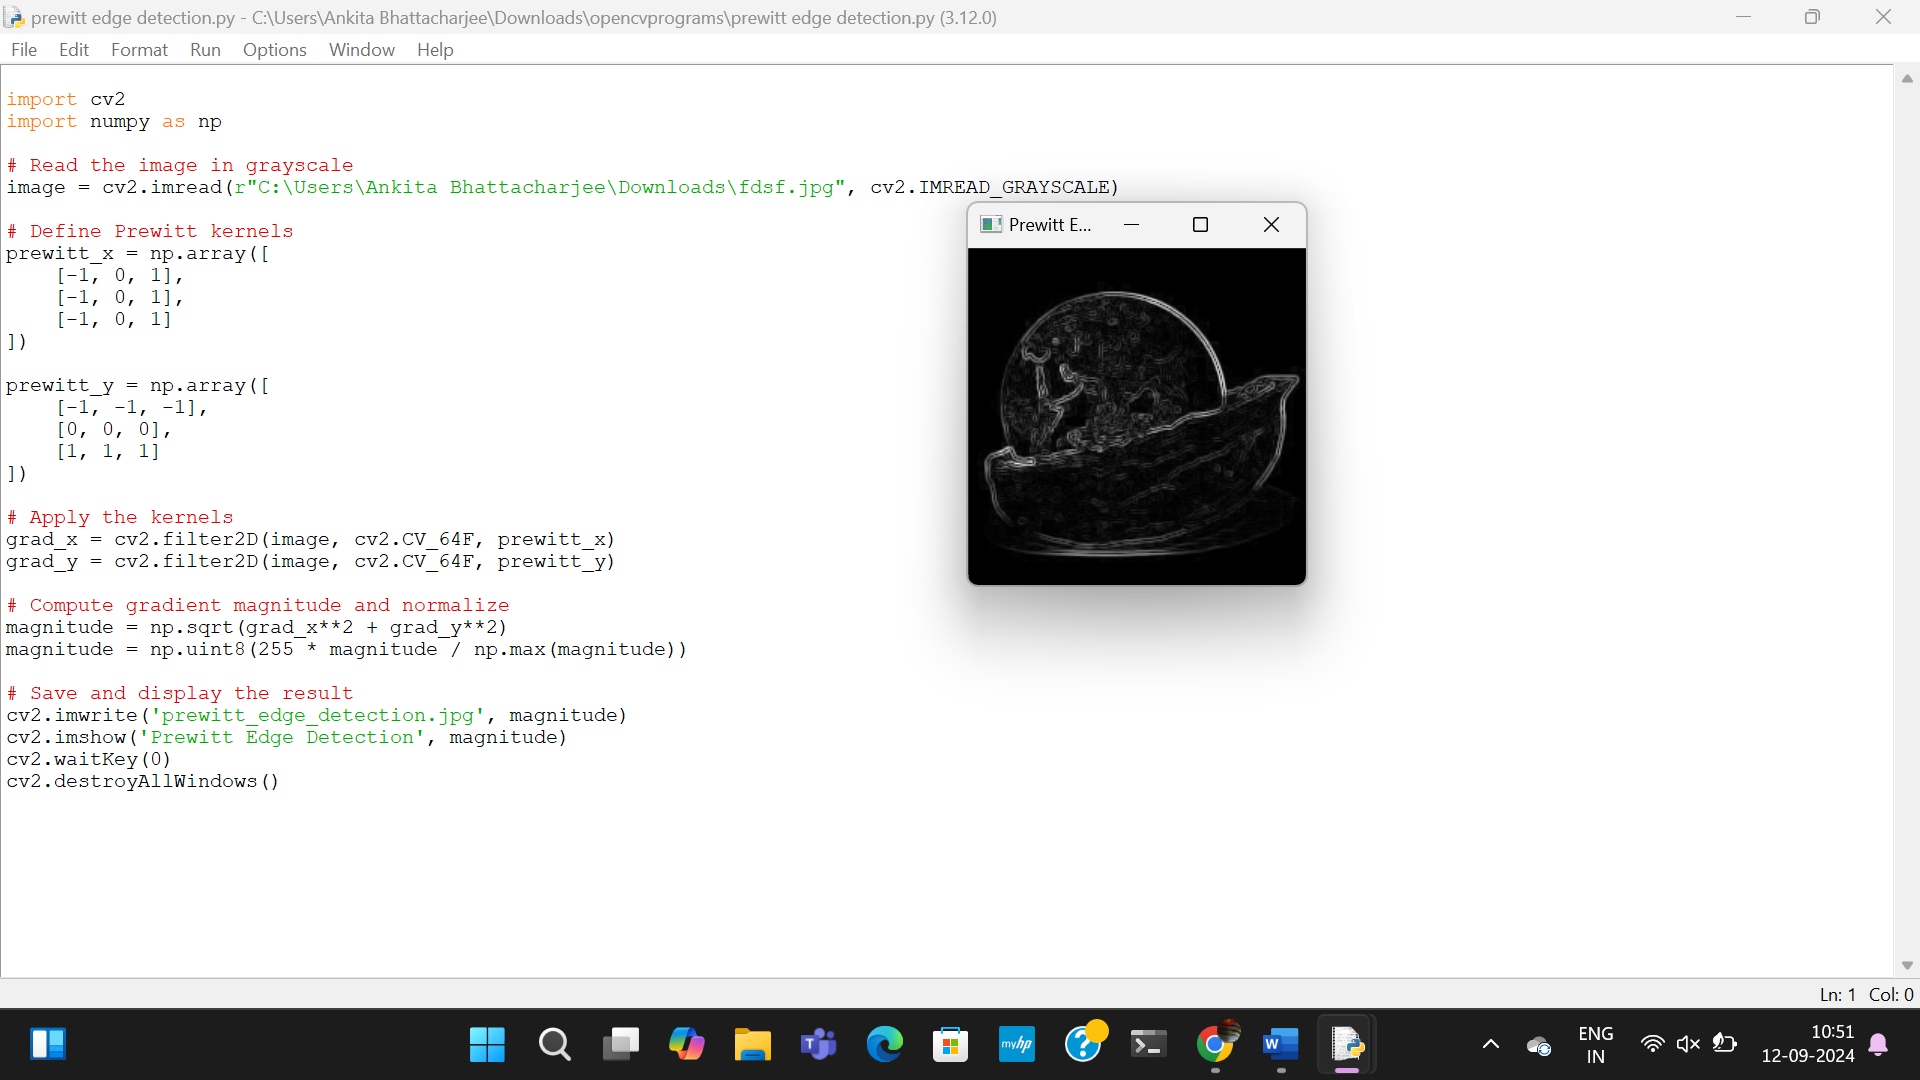 prewitt edge detection.py - C:\Users\Ankita Bhattacharjee\Downloads\opencvprograms\prewitt edge detection.py (3.12.0)
File Edit Format Run Options Window Help
import cv2
import numpy as np
# Read the image in grayscale
image = cv2.imread(r"C:\Users\Ankita Bhattacharjee\Downloads\fdsf.jpg", cv2.IMREAD_GRAYSCALE)
# Define Prewitt kernels
prewitt_x = np.array([
    [-1, 0, 1],
    [-1, 0, 1],
    [-1, 0, 1]
])
prewitt_y = np.array([
    [-1, -1, -1],
    [0, 0, 0],
    [1, 1, 1]
])
# Apply the kernels
grad_x = cv2.filter2D(image, cv2.CV_64F, prewitt_x)
grad_y = cv2.filter2D(image, cv2.CV_64F, prewitt_y)
# Compute gradient magnitude and normalize
magnitude = np.sqrt(grad_x**2 + grad_y**2)
magnitude = np.uint8(255 * magnitude / np.max(magnitude))
# Save and display the result
cv2.imwrite('prewitt_edge_detection.jpg', magnitude)
cv2.imshow('Prewitt Edge Detection', magnitude)
cv2.waitKey(0)
cv2.destroyAllWindows()
Prewitt E...
Ln: 1 Col: 0
myhp
ENG
IN
10:51
12-09-2024